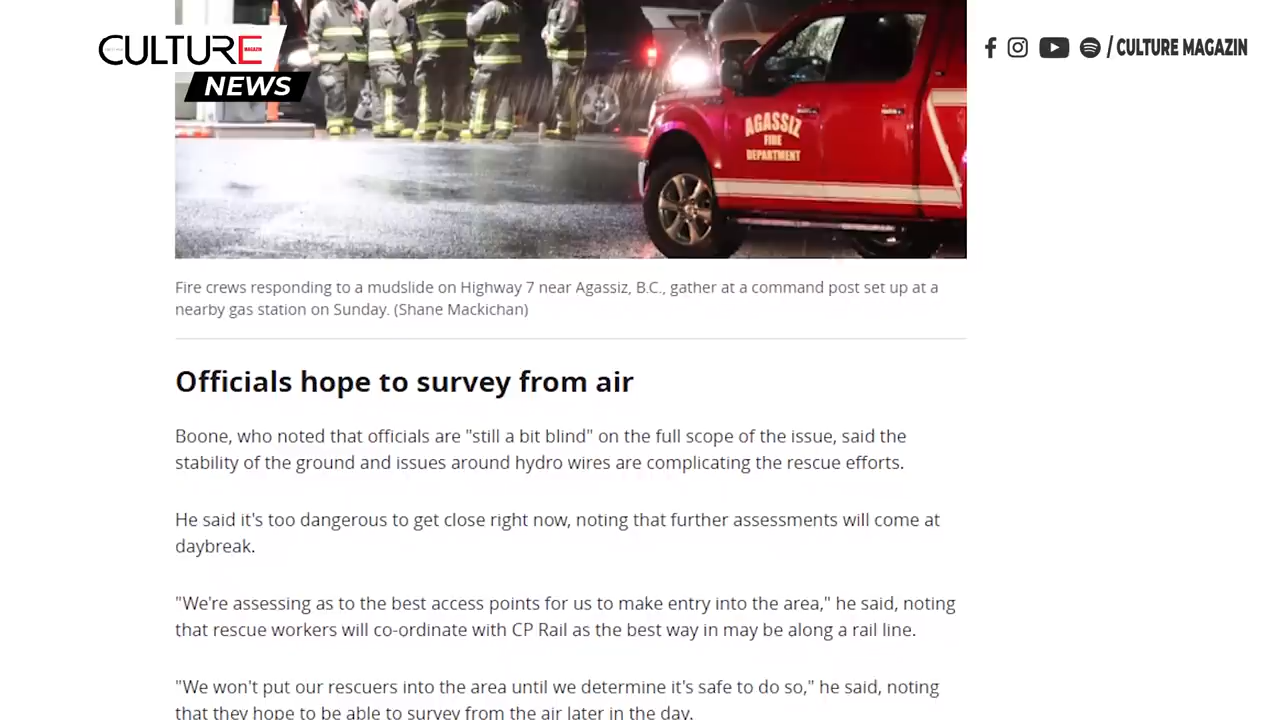 CULTURE
MAGAZIN
NEWS
/ CULTURE MAGAZIN
AGASSIZ
FIRE
DEPARTMENT
Fire crews responding to a mudslide on Highway 7 near Agassiz, B.C., gather at a command post set up at a
nearby gas station on Sunday. (Shane Mackichan)
Officials hope to survey from air
Boone, who noted that officials are "still a bit blind" on the full scope of the issue, said the
stability of the ground and issues around hydro wires are complicating the rescue efforts.
He said it's too dangerous to get close right now, noting that further assessments will come at
daybreak.
"We're assessing as to the best access points for us to make entry into the area," he said, noting
that rescue workers will co-ordinate with CP Rail as the best way in may be along a rail line.
"We won't put our rescuers into the area until we determine it's safe to do so," he said, noting
that they hope to be able to survey from the air later in the day.